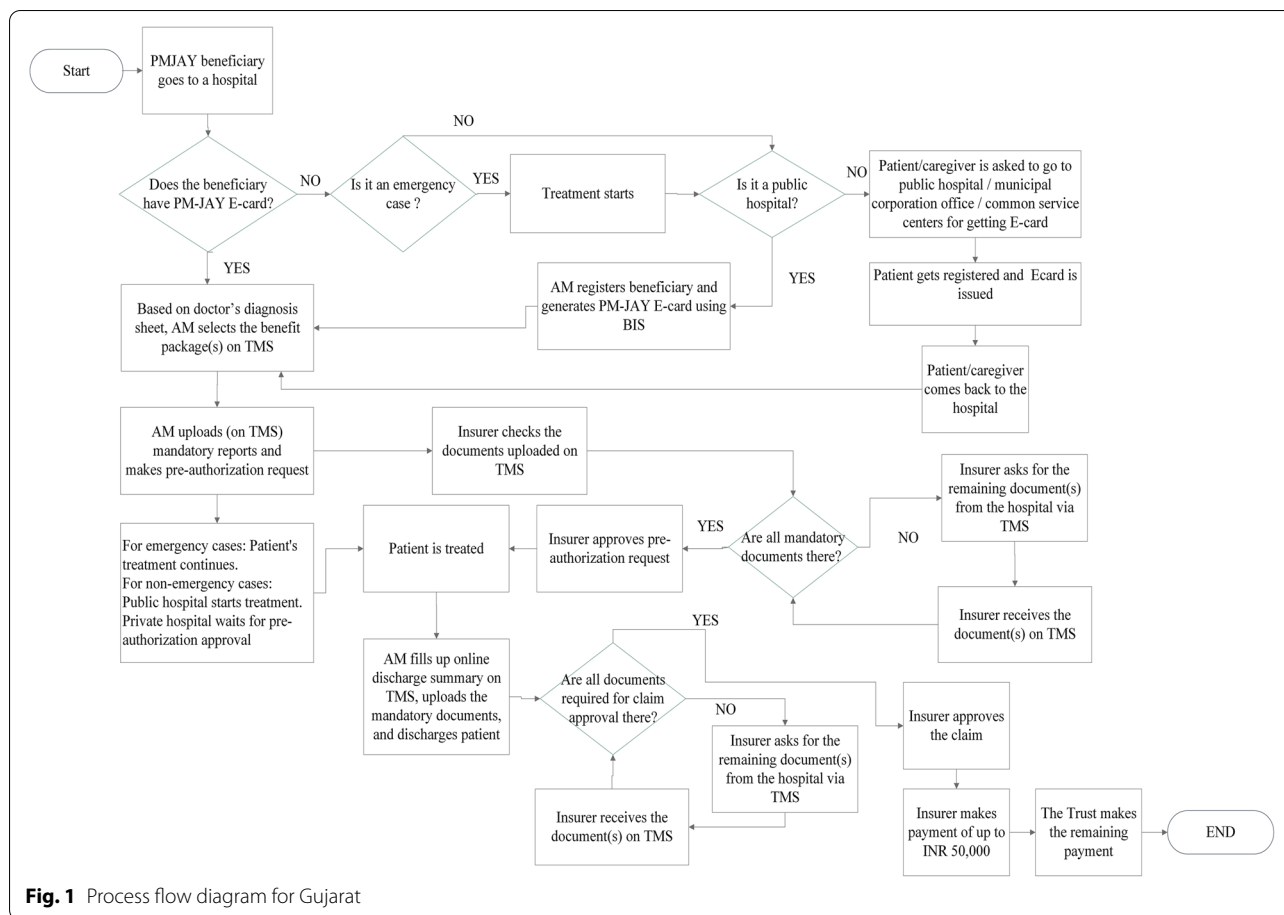 Start
PMJAY beneficiary
goes to a hospital
Does the beneficiary
have PM-JAY E-card?
NO
Is it an emergency
case ?
NO
YES
Treatment starts
Is it a public
hospital?
NO
Patient/caregiver is asked to go to
public hospital / municipal
corporation office / common service
centers for getting E-card
YES
YES
AM registers beneficiary and
generates PM-JAY E-card using
BIS
Patient gets registered and Ecard is
issued
Based on doctor's diagnosis
sheet, AM selects the benefit
package(s) on TMS
Patient/caregiver
comes back to the
hospital
AM uploads (on TMS)
mandatory reports and
makes pre-authorization request
Insurer checks the
documents uploaded on
TMS
Insurer asks for the
remaining document(s)
from the hospital via
TMS
For emergency cases: Patient's
treatment continues.
For non-emergency cases:
Public hospital starts treatment.
Private hospital waits for pre-
authorization approval
Patient is treated
Insurer approves pre-
authorization request
YES
Are all mandatory
documents there?
NO
Insurer receives the
document(s) on TMS
AM fills up online
discharge summary on
TMS, uploads the
mandatory documents,
and discharges patient
Are all documents
required for claim
approval there?
YES
NO
Insurer asks for the
remaining document(s)
from the hospital via
TMS
Insurer receives the
document(s) on TMS
Insurer approves
the claim
Insurer makes
payment of up to
INR 50,000
The Trust makes
the remaining
payment
END
Fig. 1 Process flow diagram for Gujarat